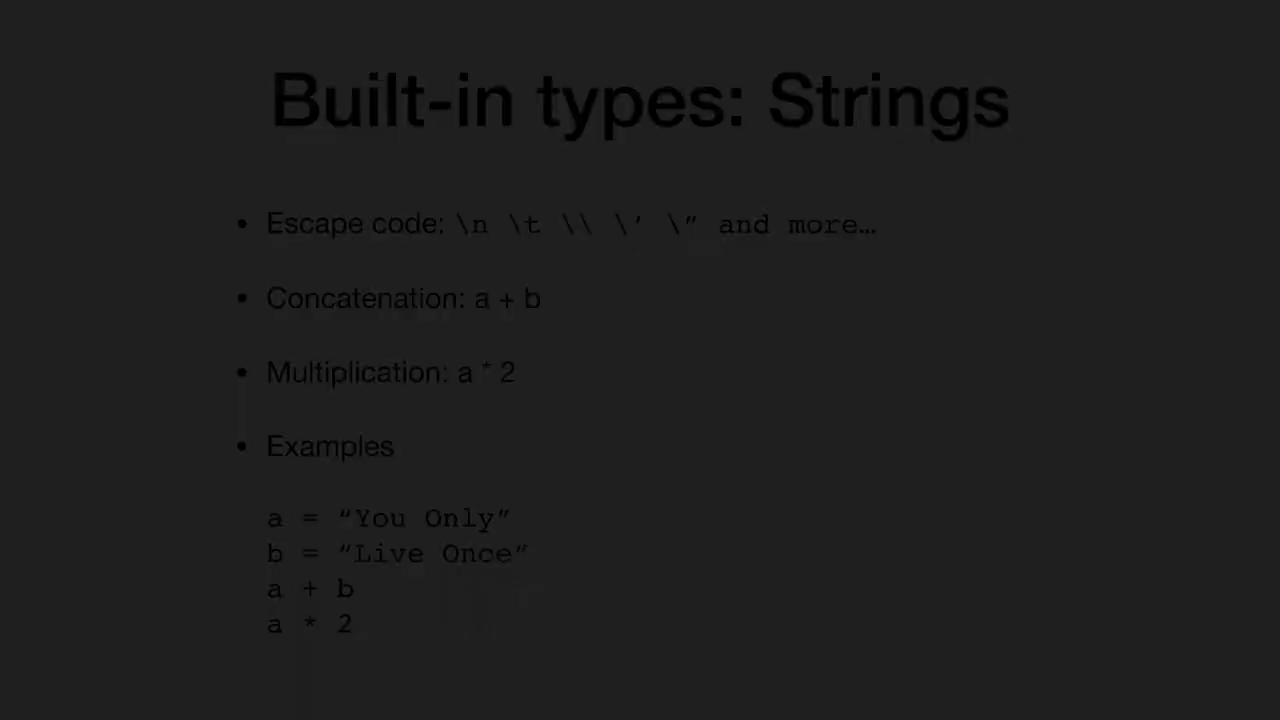 Built-in types: Strings
• Escape code: \n \t \\ \’ \” and more…
• Concatenation: a + b
• Multiplication: a * 2
• Examples
a = “You Only”
b = “Live Once”
a + b
a * 2